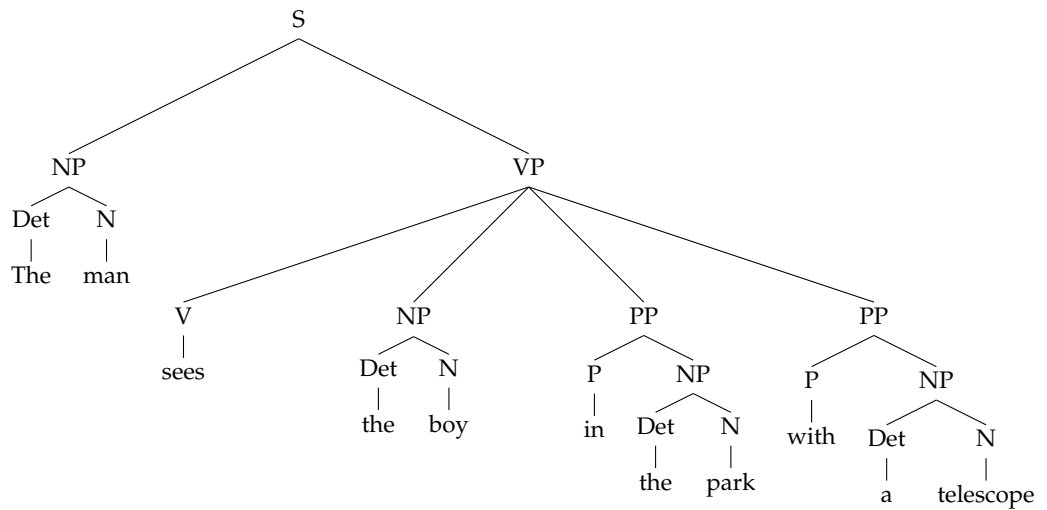 S
NP VP
Det N
The man
V NP PP PP
sees Det N P NP P NP
the boy in Det N with Det N
the park a telescope